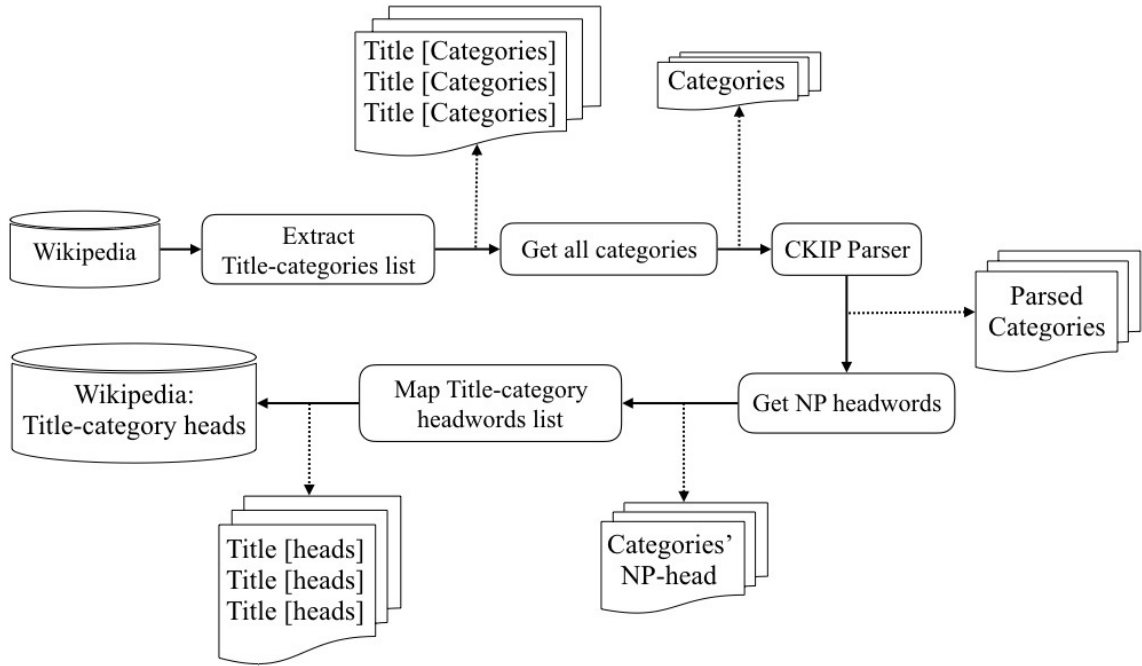 Title [Categories]
Title [Categories]
Title [Categories]
Categories
Wikipedia
Extract
Title-categories list
Get all categories
CKIP Parser
Parsed
Categories
Wikipedia:
Title-category heads
Map Title-category
headwords list
Get NP headwords
Title [heads]
Title [heads]
Title [heads]
Categories’
NP-head